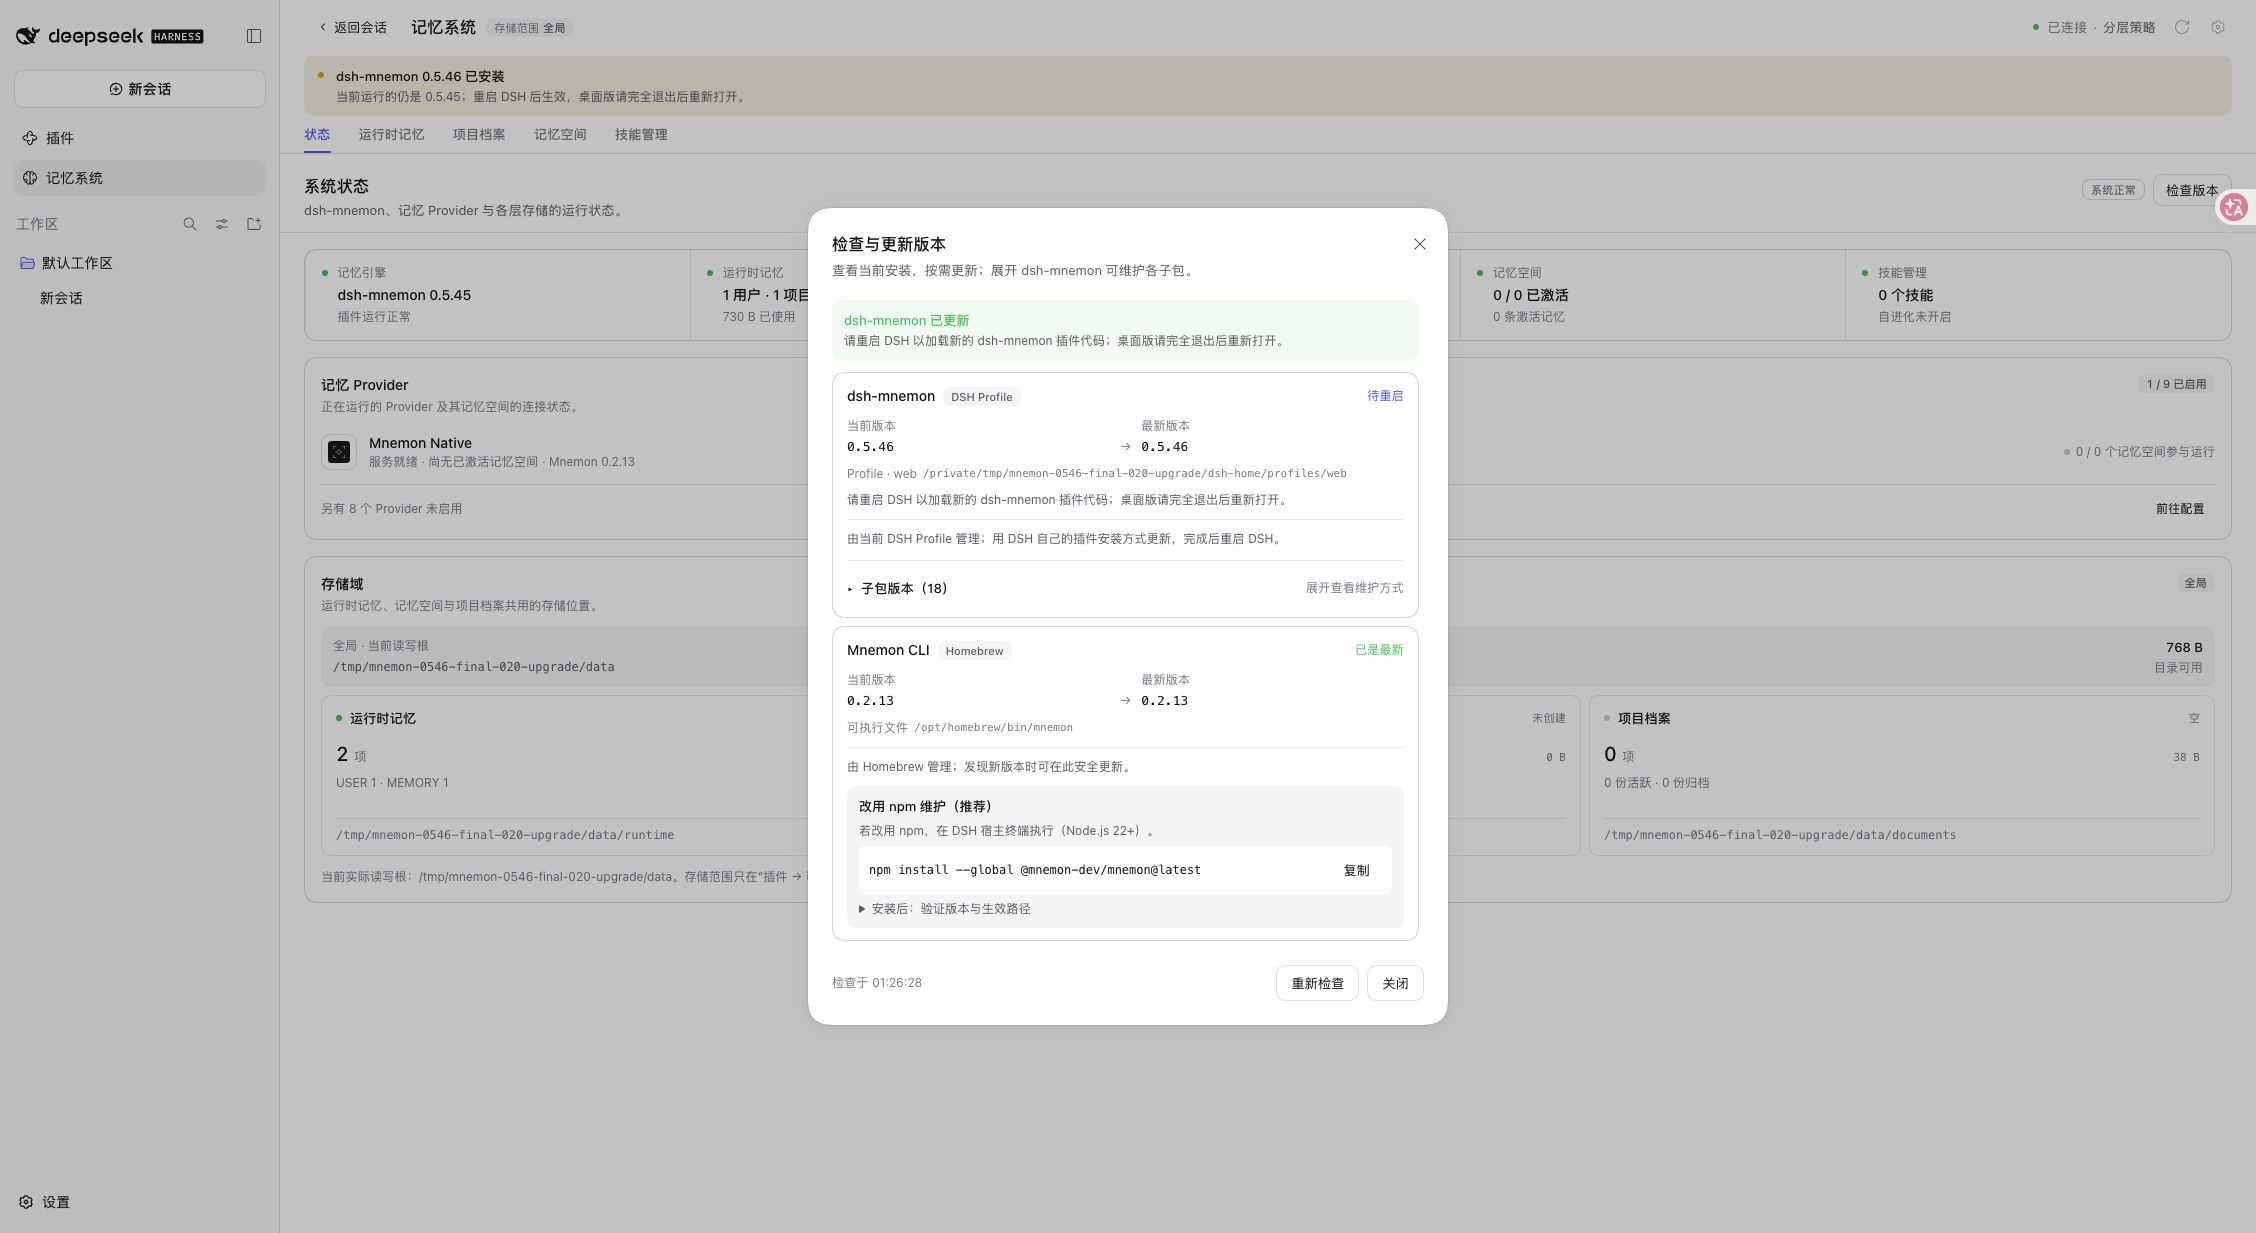 deepseek HARNESS
新会话
插件
记忆系统
工作区
默认工作区
新会话
设置
返回会话
记忆系统
存储范围 全局
已连接 · 分层策略
dsh-mnemon 0.5.46 已安装
当前运行的仍是 0.5.45；重启 DSH 后生效，桌面版请完全退出后重新打开。
状态 运行时记忆 项目档案 记忆空间 技能管理
系统状态
dsh-mnemon、记忆 Provider 与各层存储的运行状态。
系统正常
检查版本
记忆引擎
dsh-mnemon 0.5.45
插件运行正常
运行时记忆
1 用户 · 1 项目
730 B 已使用
记忆空间
0 / 0 已激活
0 条激活记忆
技能管理
0 个技能
自进化未开启
记忆 Provider
正在运行的 Provider 及其记忆空间的连接状态。
1 / 9 已启用
Mnemon Native
服务就绪 · 尚无已激活记忆空间 · Mnemon 0.2.13
0 / 0 个记忆空间参与运行
另有 8 个 Provider 未启用
前往配置
存储域
运行时记忆、记忆空间与项目档案共用的存储位置。
全局
全局 · 当前读写根
/tmp/mnemon-0546-final-020-upgrade/data
768 B
目录可用
运行时记忆
2 项
USER 1 · MEMORY 1
/tmp/mnemon-0546-final-020-upgrade/data/runtime
未创建
0 B
项目档案
空
0 项
38 B
0 份活跃 · 0 份归档
/tmp/mnemon-0546-final-020-upgrade/data/documents
当前实际读写根：/tmp/mnemon-0546-final-020-upgrade/data。存储范围只在“插件 →
检查与更新版本
查看当前安装，按需更新；展开 dsh-mnemon 可维护各子包。
dsh-mnemon 已更新
请重启 DSH 以加载新的 dsh-mnemon 插件代码；桌面版请完全退出后重新打开。
dsh-mnemon DSH Profile
待重启
当前版本 最新版本
0.5.46 → 0.5.46
Profile · web /private/tmp/mnemon-0546-final-020-upgrade/dsh-home/profiles/web
请重启 DSH 以加载新的 dsh-mnemon 插件代码；桌面版请完全退出后重新打开。
由当前 DSH Profile 管理；用 DSH 自己的插件安装方式更新，完成后重启 DSH。
子包版本（18）
展开查看维护方式
Mnemon CLI Homebrew
已是最新
当前版本 最新版本
0.2.13 → 0.2.13
可执行文件 /opt/homebrew/bin/mnemon
由 Homebrew 管理；发现新版本时可在此安全更新。
改用 npm 维护（推荐）
若改用 npm，在 DSH 宿主终端执行（Node.js 22+）。
npm install --global @mnemon-dev/mnemon@latest
复制
安装后：验证版本与生效路径
检查于 01:26:28
重新检查
关闭